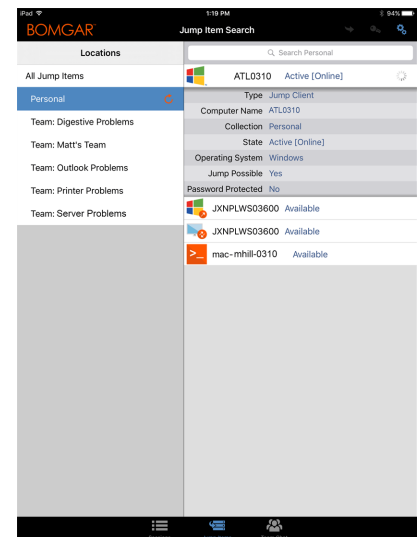 iPad 1:19 PM 94%
BOMGAR Jump Item Search
Locations
All Jump Items
Personal
Team: Digestive Problems
Team: Matt's Team
Team: Outlook Problems
Team: Printer Problems
Team: Server Problems
Search Personal
ATL0310 Active [Online]
Type Jump Client
Computer Name ATL0310
Collection Personal
State Active [Online]
Operating System Windows
Jump Possible Yes
Password Protected No
JXNPLWS03600 Available
JXNPLWS03600 Available
>_ mac-mhill-0310 Available